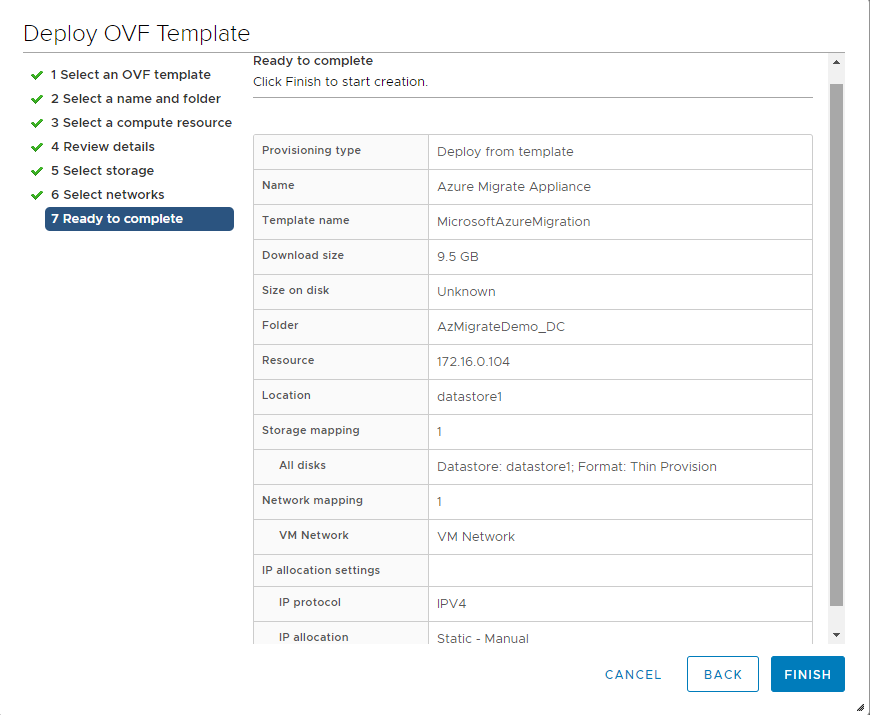 Deploy OVF Template
1 Select an OVF template
2 Select a name and folder
3 Select a compute resource
4 Review details
5 Select storage
6 Select networks
7 Ready to complete
Ready to complete
Click Finish to start creation.
Provisioning type Deploy from template
Name Azure Migrate Appliance
Template name MicrosoftAzureMigration
Download size 9.5 GB
Size on disk Unknown
Folder AzMigrateDemo_DC
Resource 172.16.0.104
Location datastore1
Storage mapping 1
All disks Datastore: datastore1; Format: Thin Provision
Network mapping 1
VM Network VM Network
IP allocation settings
IP protocol IPV4
IP allocation Static - Manual
CANCEL BACK FINISH